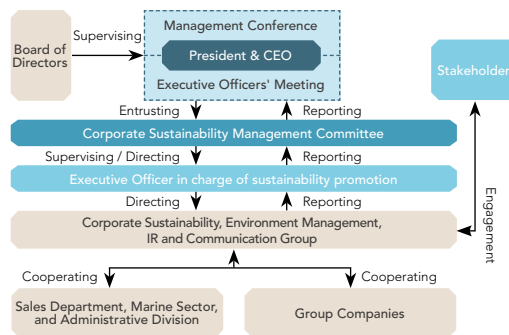 Board of
Directors
Supervising
Management Conference
President & CEO
Executive Officers' Meeting
Stakeholder
Entrusting
Reporting
Corporate Sustainability Management Committee
Supervising / Directing
Reporting
Executive Officer in charge of sustainability promotion
Directing
Reporting
Corporate Sustainability, Environment Management,
IR and Communication Group
Engagement
Cooperating
Cooperating
Sales Department, Marine Sector,
and Administrative Division
Group Companies